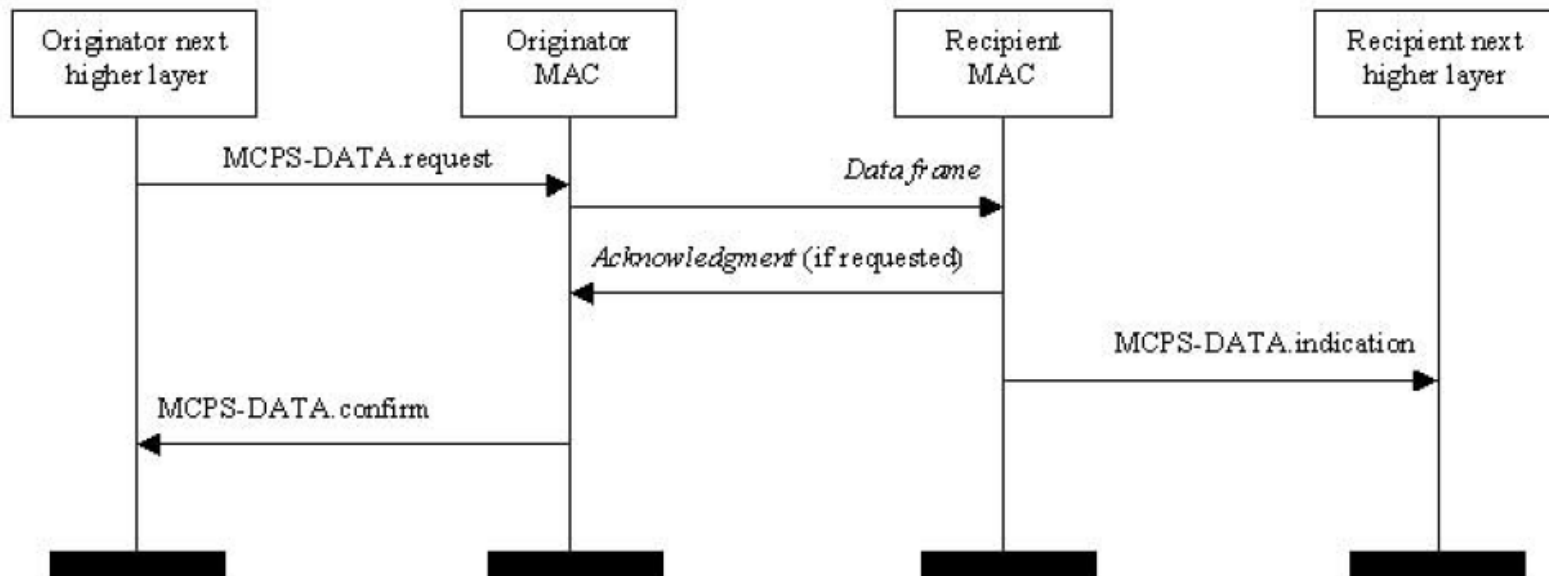 Originator next
higher layer
Originator
MAC
Recipient
MAC
Recipient next
higher layer
MCPS-DATA.request
Data frame
Acknowledgment (if requested)
MCPS-DATA.indication
MCPS-DATA.confirm